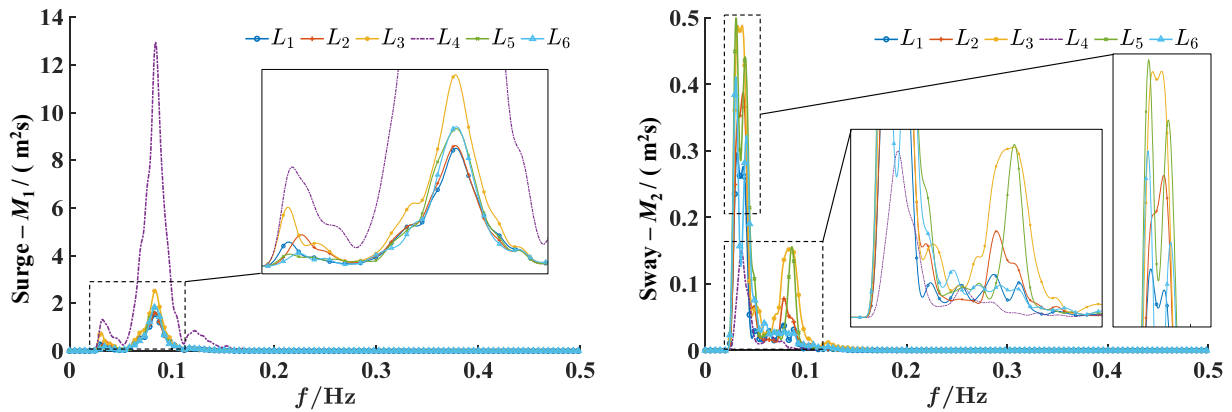 14
12
10
8
6
4
2
0
Surge – M₁ / ( m²s)
L₁ L₂ L₃ L₄ L₅ L₆
0 0.1 0.2 0.3 0.4 0.5
f/Hz
0.5
0.4
0.3
0.2
0.1
0
Sway – M₂ / ( m²s)
L₁ L₂ L₃ L₄ L₅ L₆
0 0.1 0.2 0.3 0.4 0.5
f/Hz